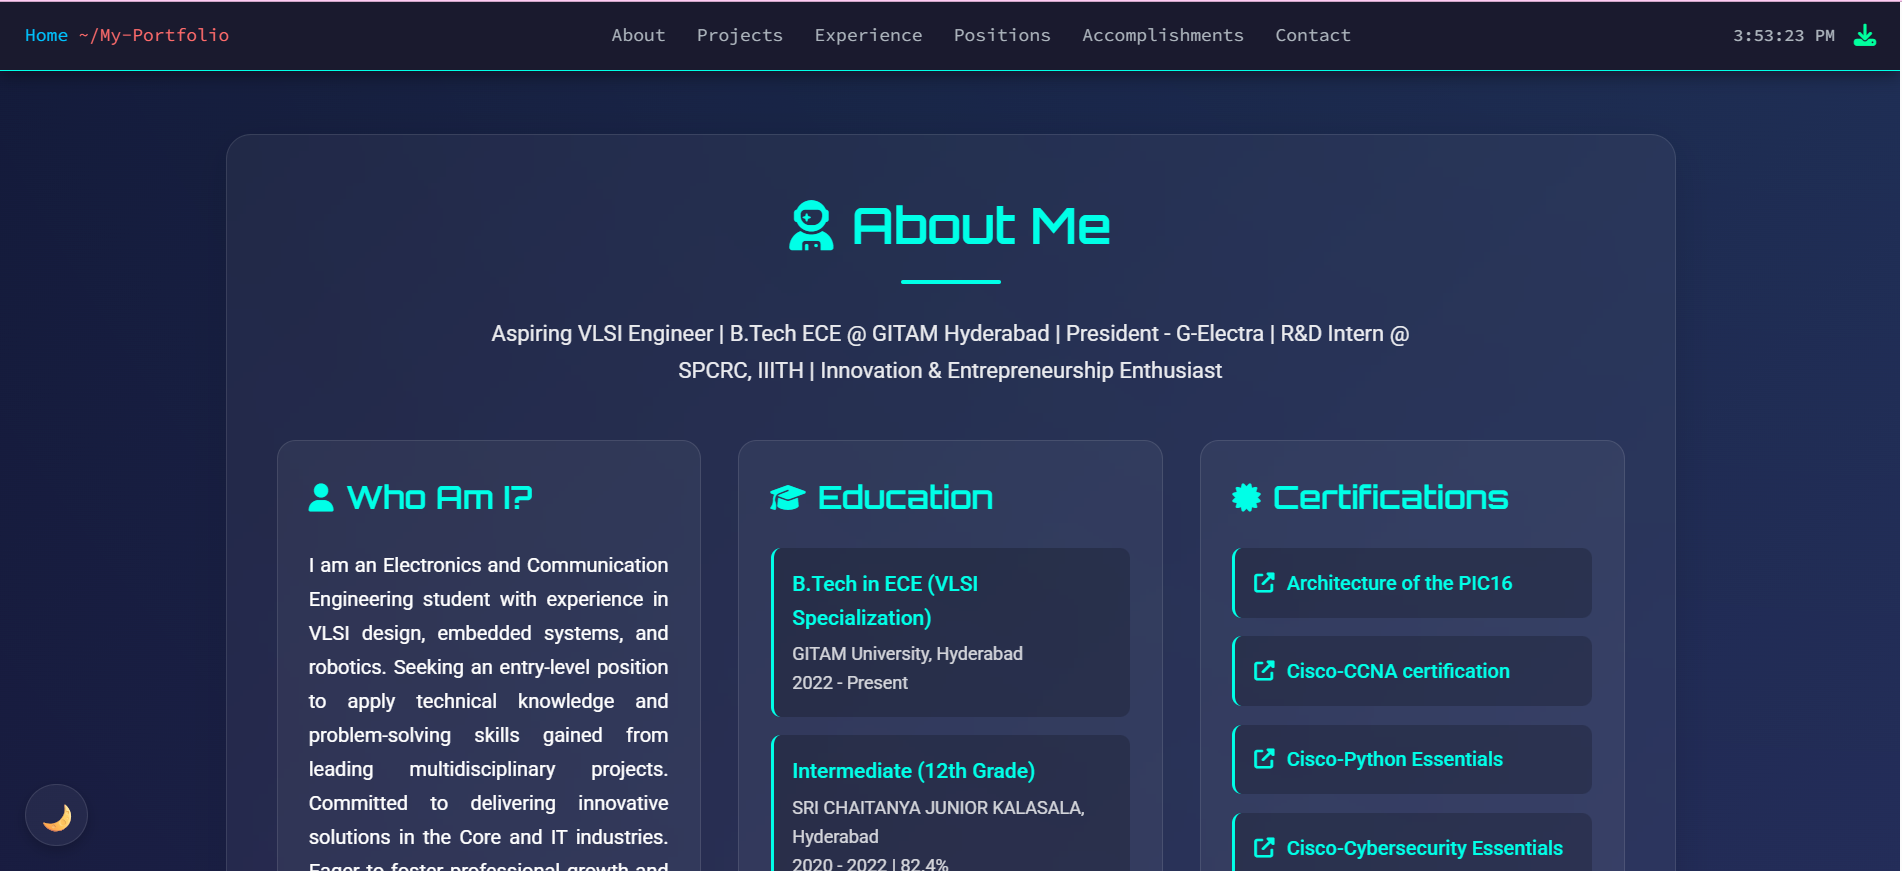 Home ~/My-Portfolio
About Projects Experience Positions Accomplishments Contact
3:53:23 PM
About Me
Aspiring VLSI Engineer | B.Tech ECE @ GITAM Hyderabad | President - G-Electra | R&D Intern @
SPCRC, IIITH | Innovation & Entrepreneurship Enthusiast
Who Am I?
I am an Electronics and Communication
Engineering student with experience in
VLSI design, embedded systems, and
robotics. Seeking an entry-level position
to apply technical knowledge and
problem-solving skills gained from
leading multidisciplinary projects.
Committed to delivering innovative
solutions in the Core and IT industries.
Eager to foster professional growth and
Education
B.Tech in ECE (VLSI
Specialization)
GITAM University, Hyderabad
2022 - Present
Intermediate (12th Grade)
SRI CHAITANYA JUNIOR KALASALA,
Hyderabad
2020 - 2022 | 82.4%
Certifications
Architecture of the PIC16
Cisco-CCNA certification
Cisco-Python Essentials
Cisco-Cybersecurity Essentials